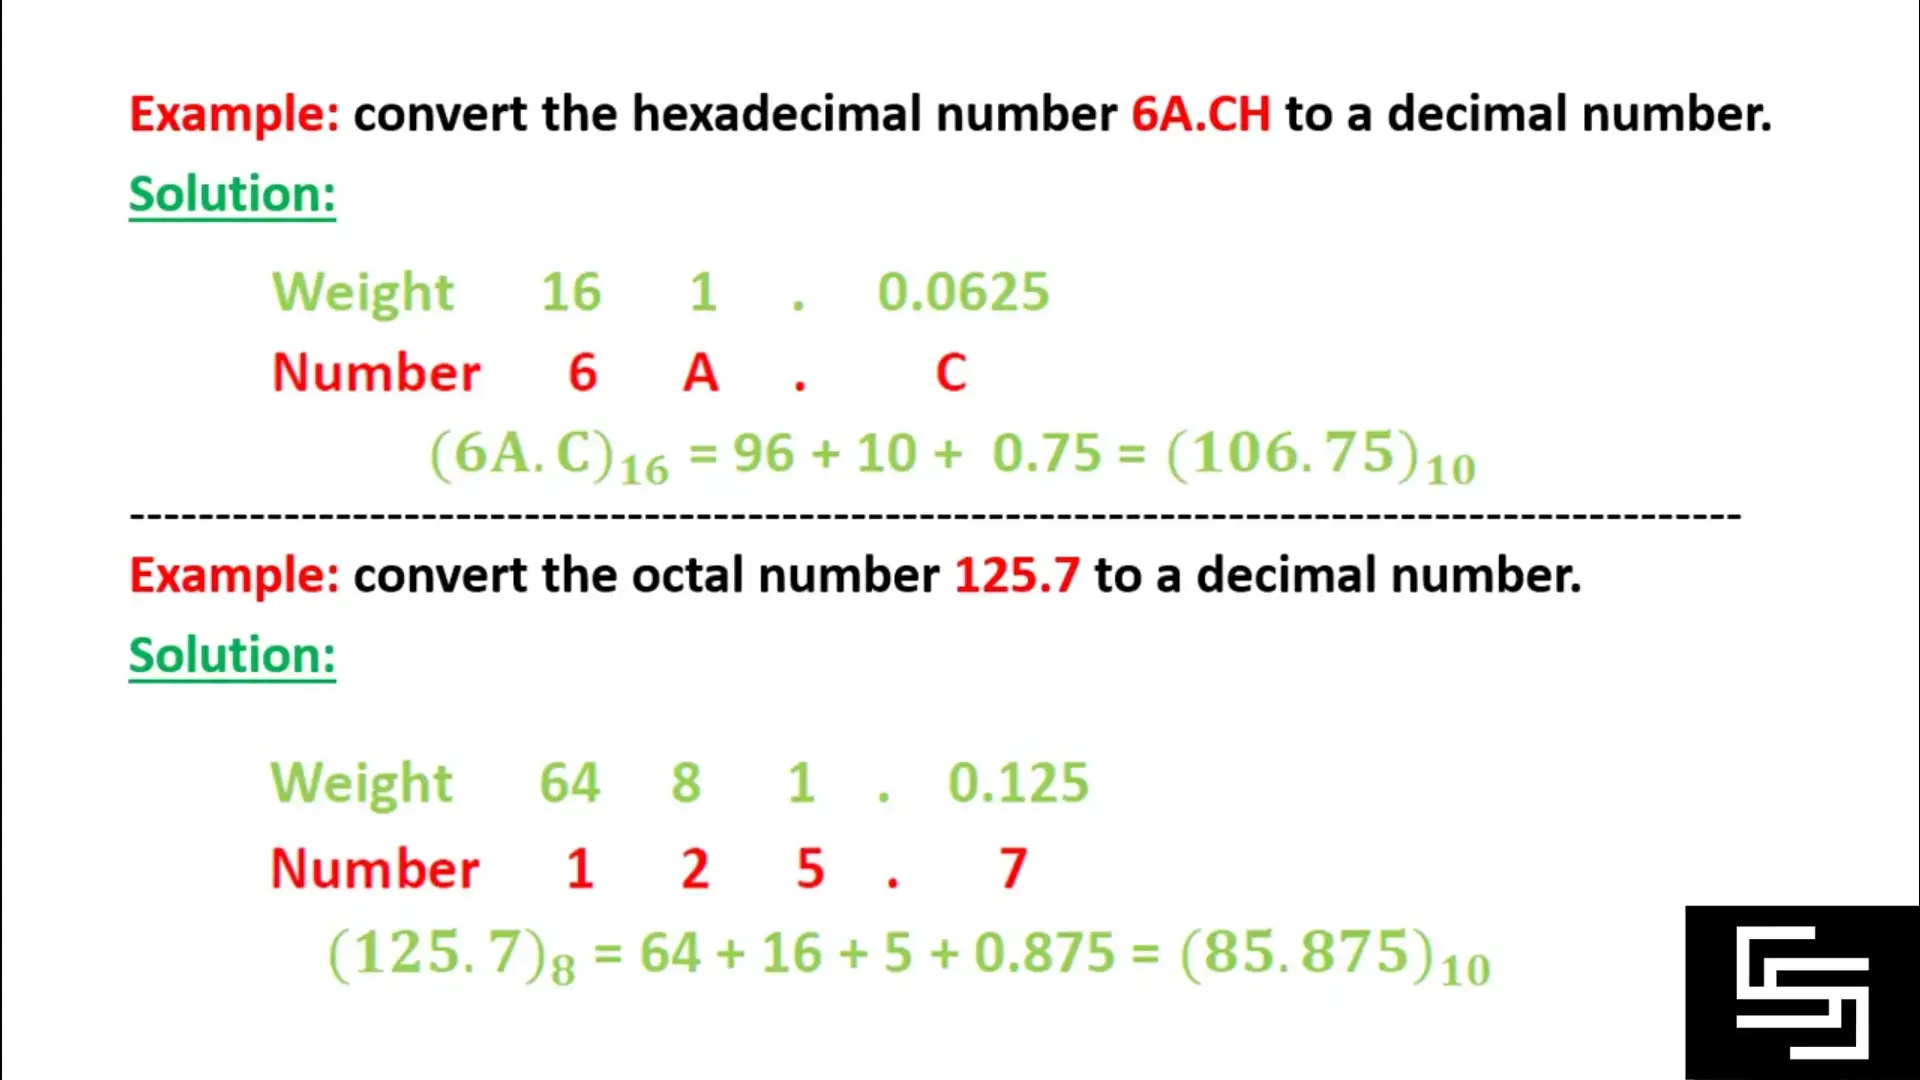 Example: convert the hexadecimal number 6A.CH to a decimal number.
Solution:
Weight 16 1 . 0.0625
Number 6 A . C
(6A.C)₁₆ = 96 + 10 + 0.75 = (106.75)₁₀
--------------------------------------------------------------------------------------------
Example: convert the octal number 125.7 to a decimal number.
Solution:
Weight 64 8 1 . 0.125
Number 1 2 5 . 7
(125.7)₈ = 64 + 16 + 5 + 0.875 = (85.875)₁₀